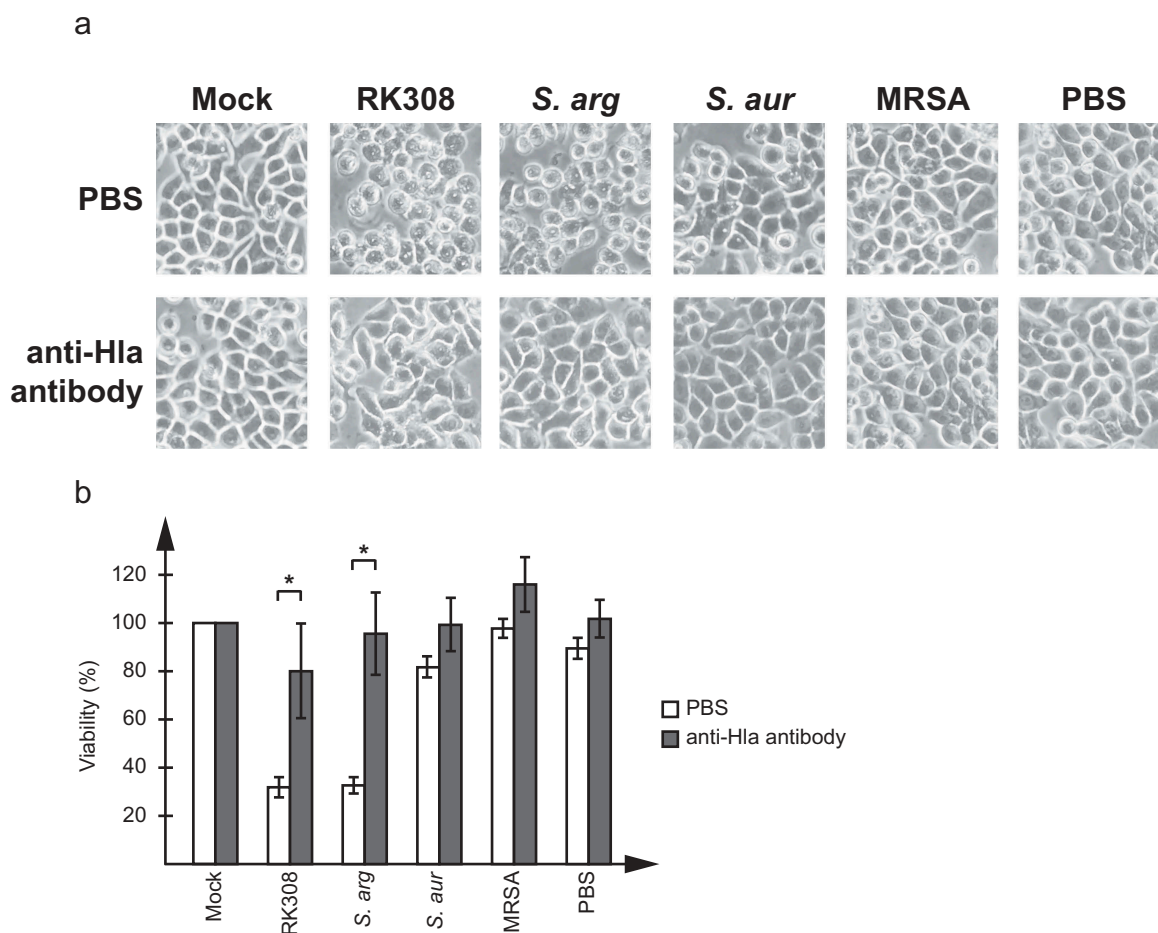 a
Mock RK308 S. arg S. aur MRSA PBS
PBS
anti-Hla
antibody
b
Viability (%)
120
100
80
60
40
20
*
*
PBS
anti-Hla antibody
Mock
RK308
S. arg
S. aur
MRSA
PBS